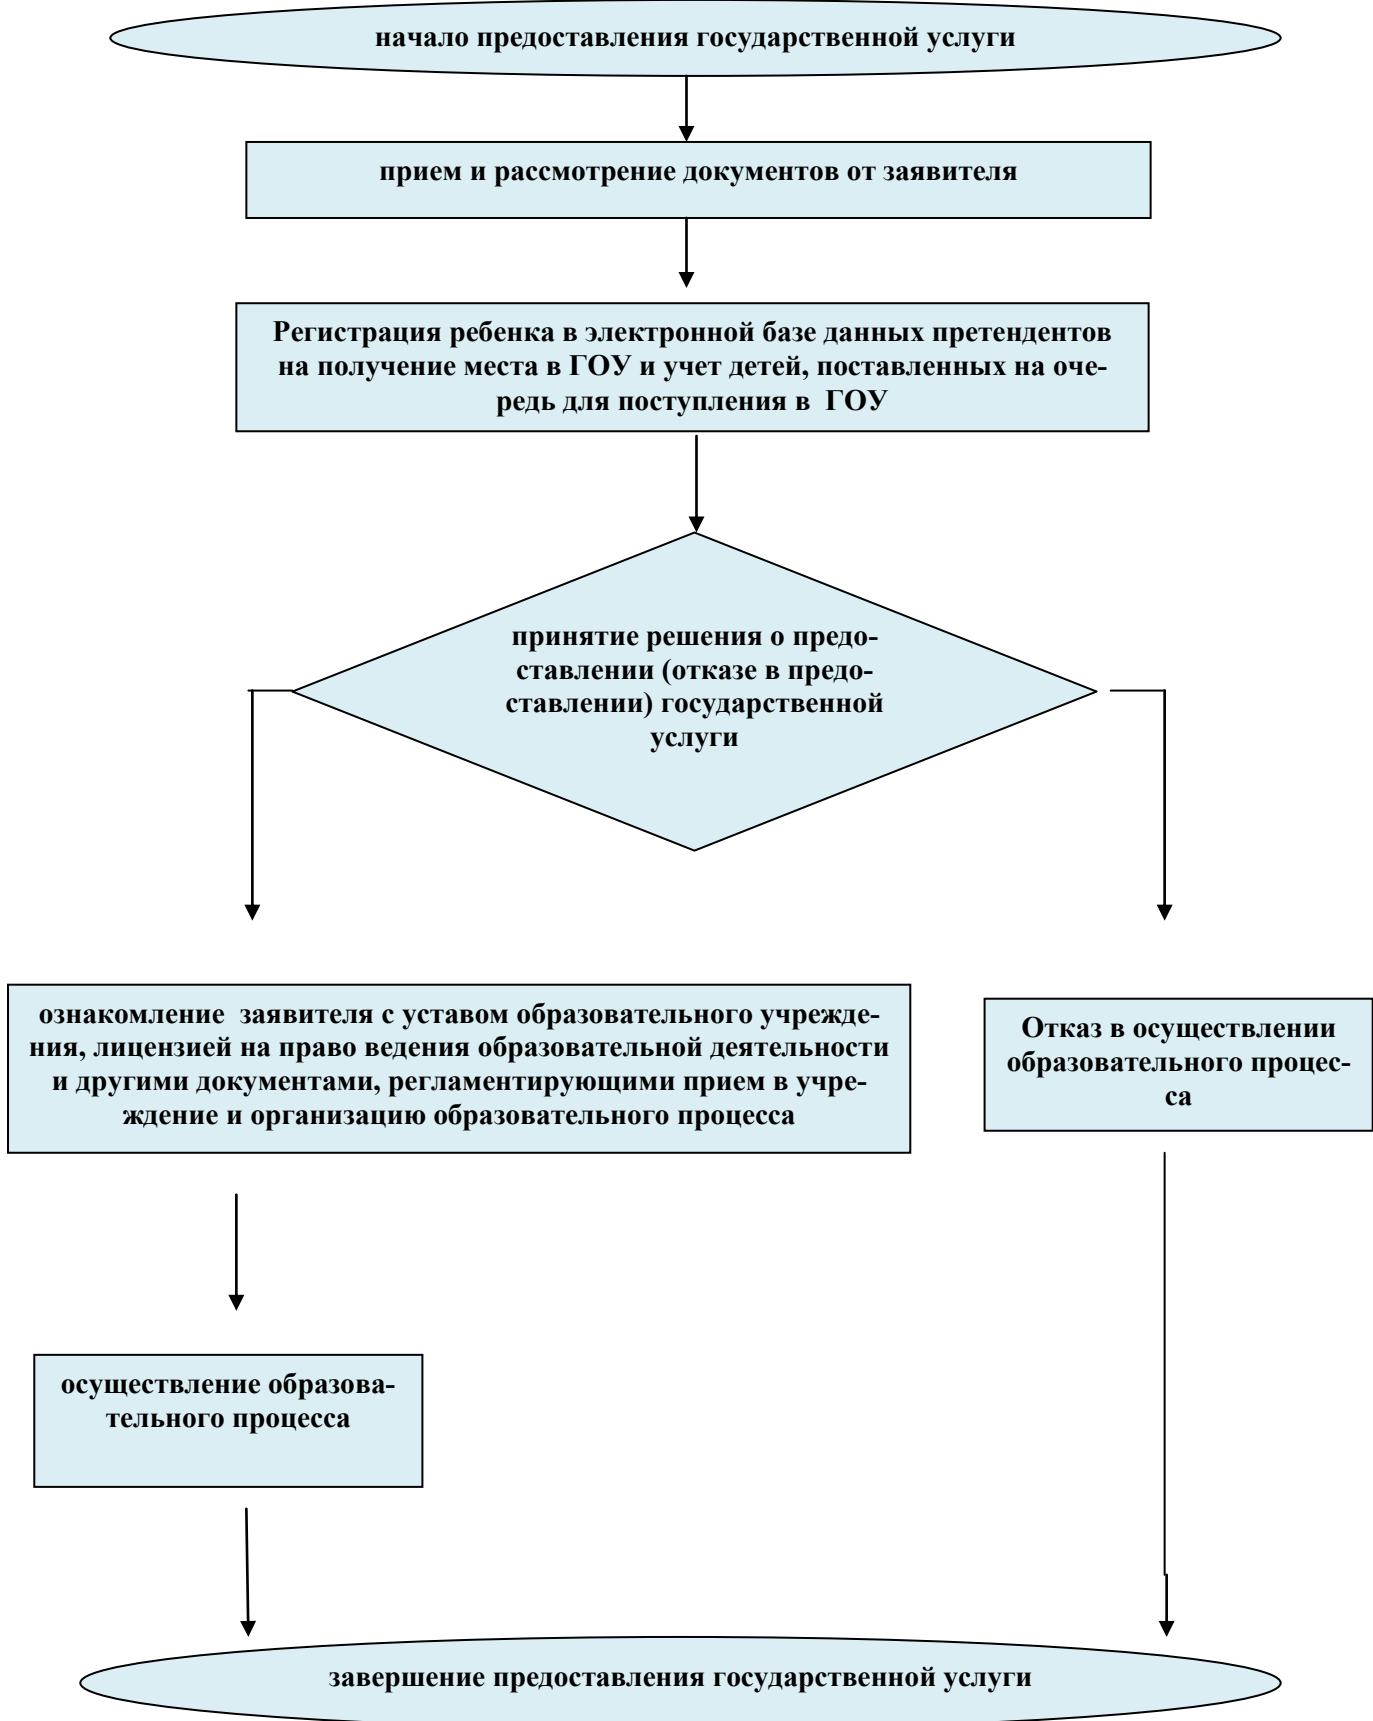 начало предоставления государственной услуги
прием и рассмотрение документов от заявителя
Регистрация ребенка в электронной базе данных претендентов
на получение места в ГОУ и учет детей, поставленных на оче-
редь для поступления в ГОУ
принятие решения о предо-
ставлении (отказе в предо-
ставлении) государственной
услуги
ознакомление заявителя с уставом образовательного учрежде-
ния, лицензией на право ведения образовательной деятельности
и другими документами, регламентирующими прием в учре-
ждение и организацию образовательного процесса
Отказ в осуществлении
образовательного процес-
са
осуществление образова-
тельного процесса
завершение предоставления государственной услуги